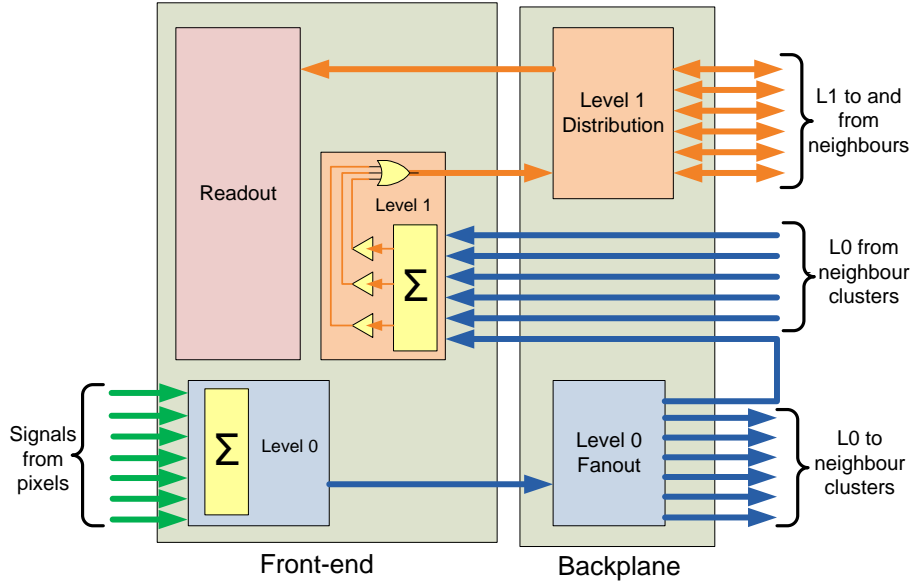 Readout
Level 1
Distribution
L1 to and
from
neighbours
Level 1
Σ
L0 from
neighbour
clusters
Signals
from
pixels
Σ
Level 0
Level 0
Fanout
L0 to
neighbour
clusters
Front-end
Backplane